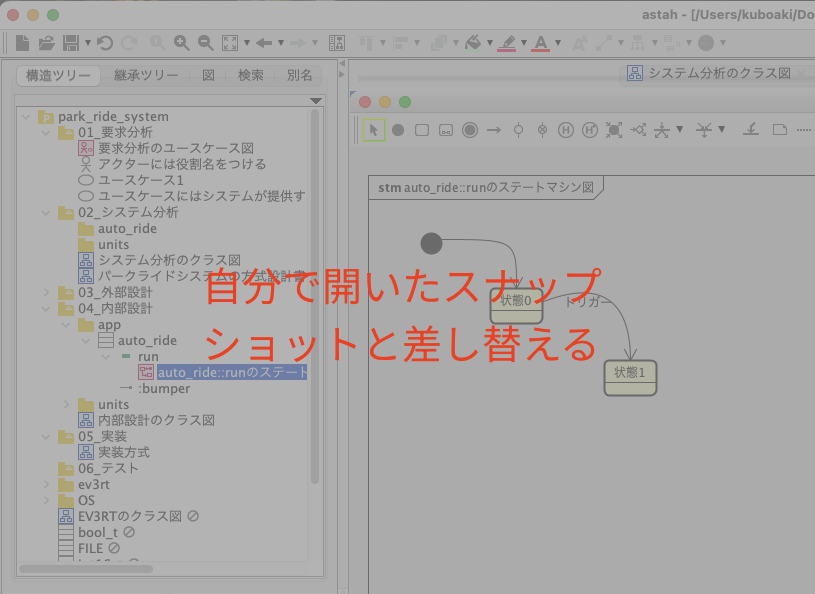 astah - [/Users/kuboaki/Do
構造ツリー 継承ツリー 図 検索 別名
システム分析のクラス図
park_ride_system
01_要求分析
要求分析のユースケース図
アクターには役割名をつける
ユースケース1
ユースケースにはシステムが提供す
02_システム分析
auto_ride
units
システム分析のクラス図
パークライドシステムの方式設計書
03_外部設計
04_内部設計
app
auto_ride
run
auto_ride::runのステート
:bumper
units
内部設計のクラス図
05_実装
実装方式
06_テスト
ev3rt
OS
EV3RTのクラス図
bool_t
FILE
stm auto_ride::runのステートマシン図
状態0
トリガー
状態1
自分で開いたスナップ
ショットと差し替える